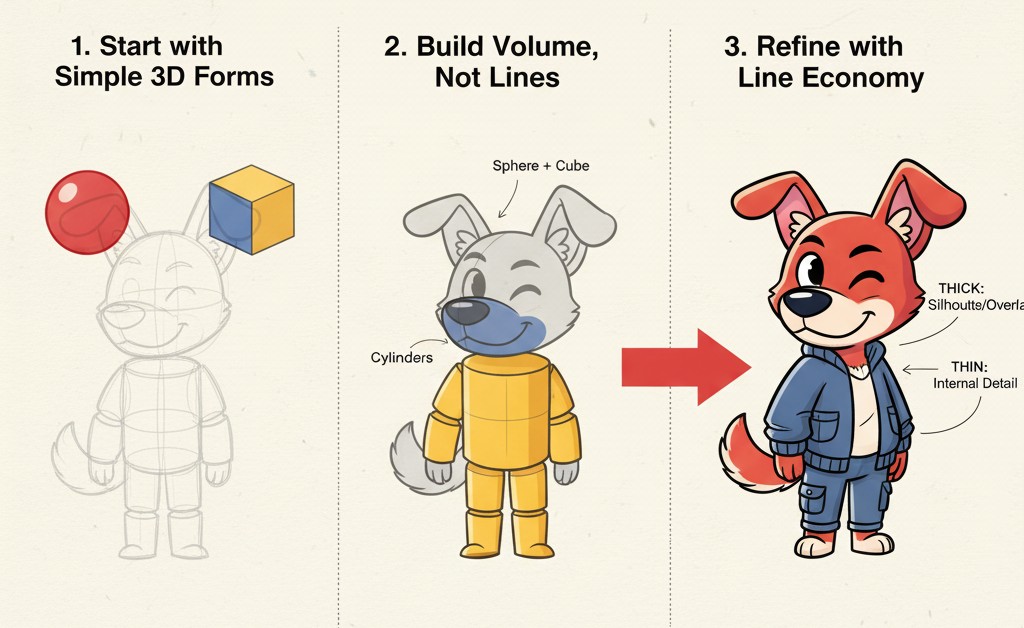 1. Start with
Simple 3D Forms
2. Build Volume,
Not Lines
3. Refine with
Line Economy
Sphere + Cube
Cylinders
THICK:
Silhoutts/Overla
THIN:
Internal Detail